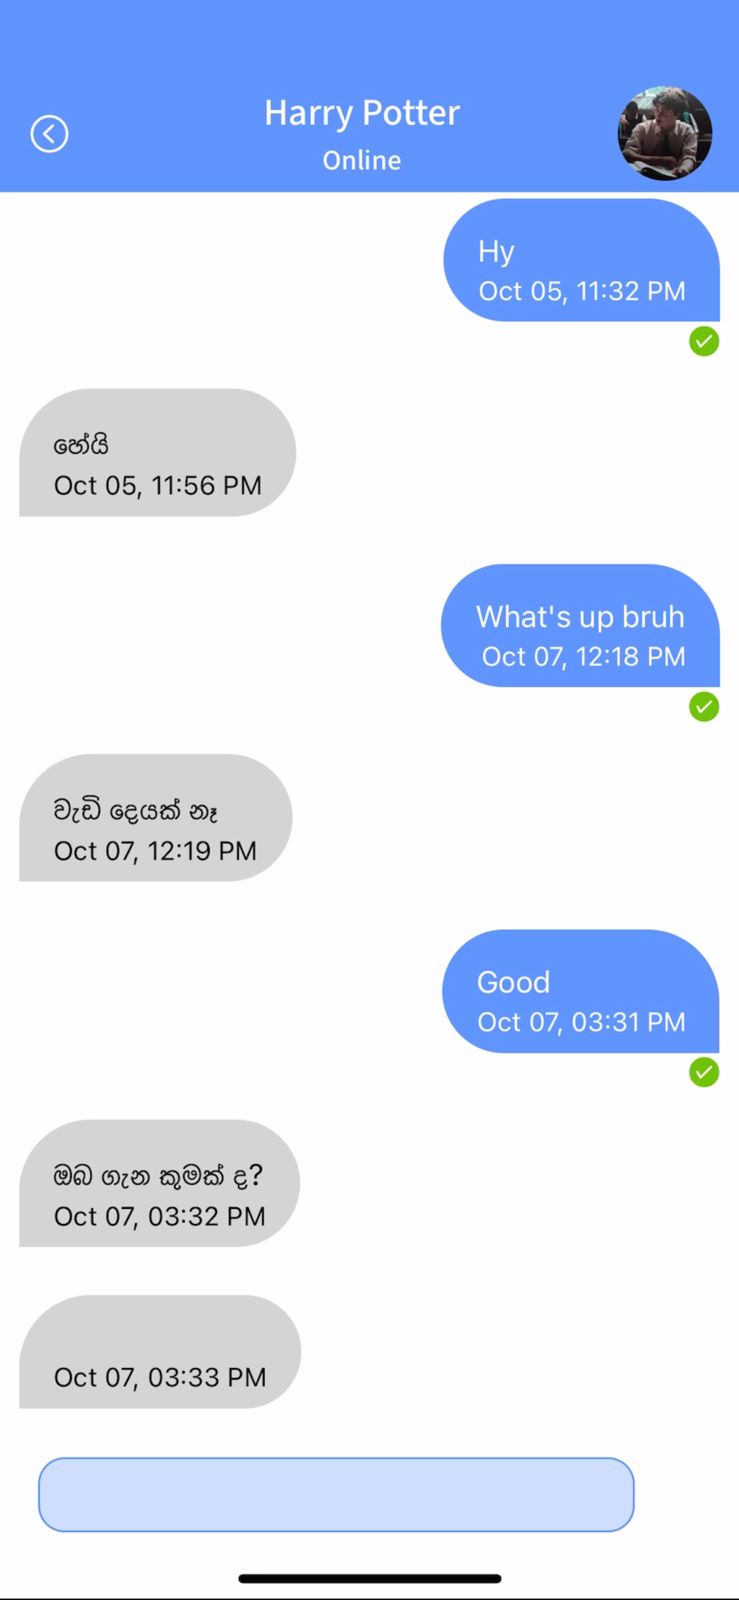 Harry Potter
Online
Hy
Oct 05, 11:32 PM
හේයි
Oct 05, 11:56 PM
What's up bruh
Oct 07, 12:18 PM
වැඩි දෙයක් නෑ
Oct 07, 12:19 PM
Good
Oct 07, 03:31 PM
ඔබ ගැන කුමක් ද?
Oct 07, 03:32 PM
Oct 07, 03:33 PM